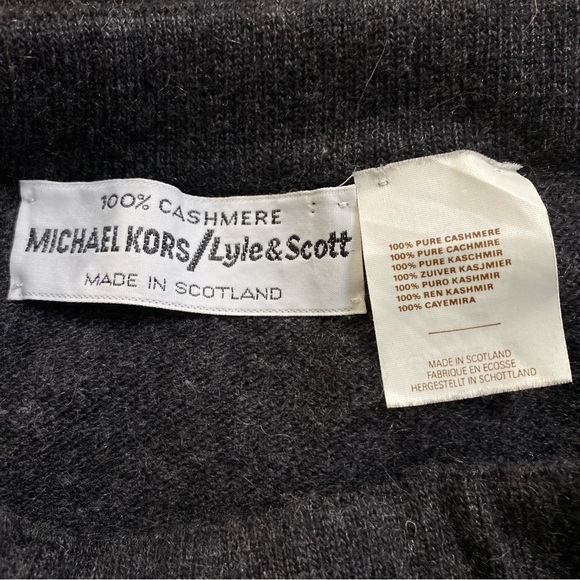 100% CASHMERE
MICHAEL KORS/Lyle&Scott
MADE IN SCOTLAND
100% PURE CASHMERE
100% PURE CACHMIRE
100% PURE KASCHMIR
100% ZUIVER KASJMIER
100% PURO KASHMIR
100% REN KASHMIR
100% CAYEMIRA
MADE IN SCOTLAND
FABRIQUE EN ECOSSE
HERGESTELLT IN SCHOTTLAND